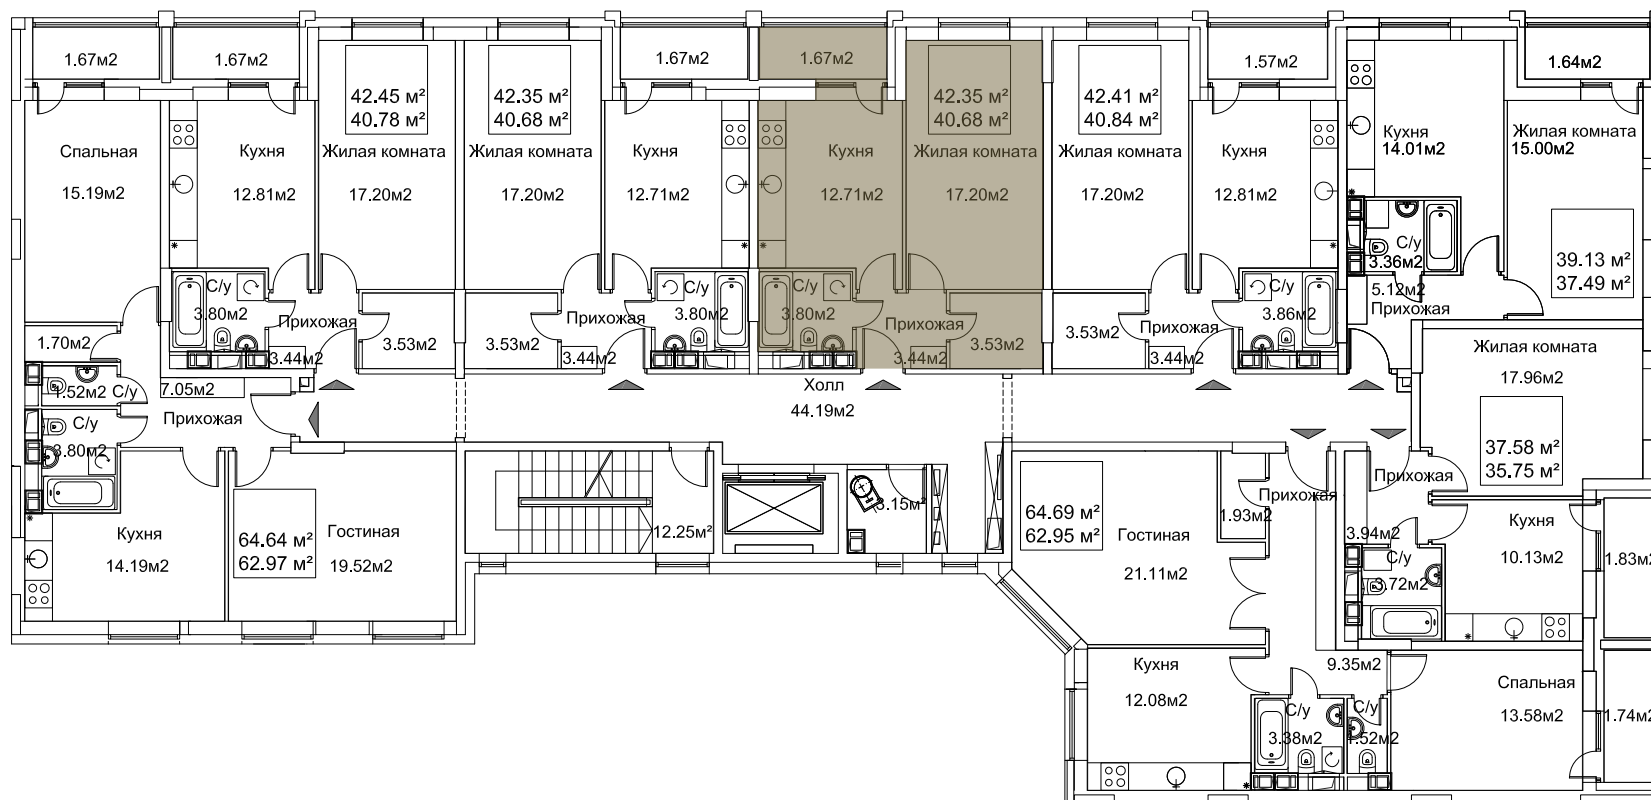 1.67м2
1.67м2
42.45 м²
40.78 м²
42.35 м²
40.68 м²
1.67м2
1.67м2
42.35 м²
40.68 м²
42.41 м²
40.84 м²
1.57м2
1.64м2
Спальная
15.19м2
Кухня
12.81м2
Жилая комната
17.20м2
Жилая комната
17.20м2
Кухня
12.71м2
Кухня
12.71м2
Жилая комната
17.20м2
Жилая комната
17.20м2
Кухня
12.81м2
Кухня
14.01м2
Жилая комната
15.00м2
39.13 м²
37.49 м²
С/у
3.36м2
5.12м2
Прихожая
1.70м2
С/у
3.80м2
Прихожая
3.44м2
3.53м2
3.53м2
Прихожая
3.44м2
С/у
3.80м2
С/у
3.80м2
Прихожая
3.44м2
3.53м2
3.53м2
Прихожая
3.44м2
С/у
3.86м2
Жилая комната
17.96м2
37.58 м²
35.75 м²
1.52м2
С/у
7.05м2
Прихожая
С/у
3.80м2
Холл
44.19м2
Кухня
14.19м2
64.64 м²
62.97 м²
Гостиная
19.52м2
12.25м²
3.15м²
64.69 м²
62.95 м²
Гостиная
21.11м2
Прихожая
1.93м2
Прихожая
3.94м2
С/у
3.72м2
Кухня
10.13м2
1.83м2
Кухня
12.08м2
9.35м2
С/у
3.38м2
С/у
1.52м2
Спальная
13.58м2
1.74м2